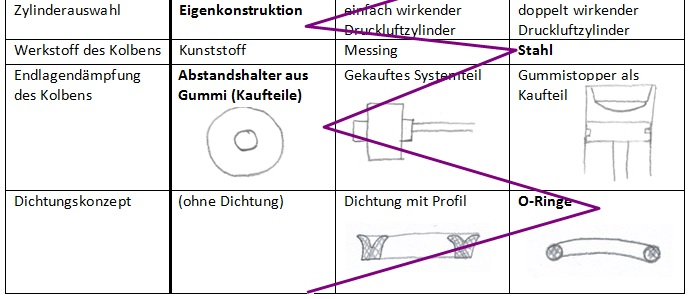 Zylinderauswahl
Eigenkonstruktion
einfach wirkender
Druckluftzylinder
doppelt wirkender
Druckluftzylinder
Werkstoff des Kolbens
Kunststoff
Messing
Stahl
Endlagendämpfung
des Kolbens
Abstandshalter aus
Gummi (Kaufteile)
Gekauftes Systemteil
Gummistopper als
Kaufteil
Dichtungskonzept
(ohne Dichtung)
Dichtung mit Profil
O-Ringe